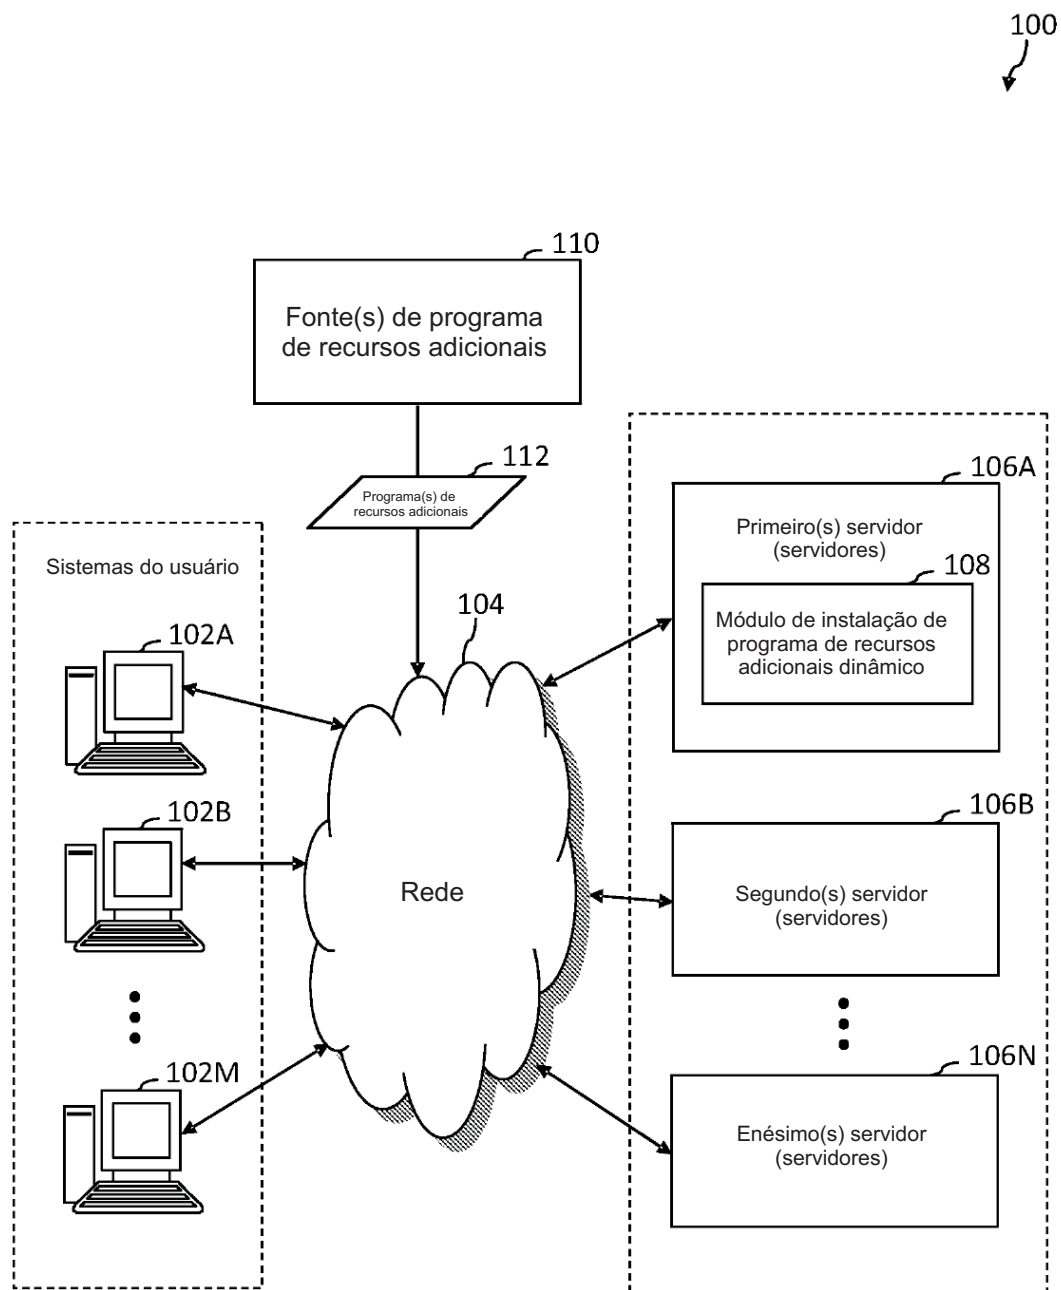 100
110
Fonte(s) de programa
de recursos adicionais
112
Programa(s) de
recursos adicionais
106A
Primeiro(s) servidor
(servidores)
108
Módulo de instalação de
programa de recursos
adicionais dinâmico
Sistemas do usuário
104
102A
102B
106B
Rede
Segundo(s) servidor
(servidores)
102M
106N
Enésimo(s) servidor
(servidores)